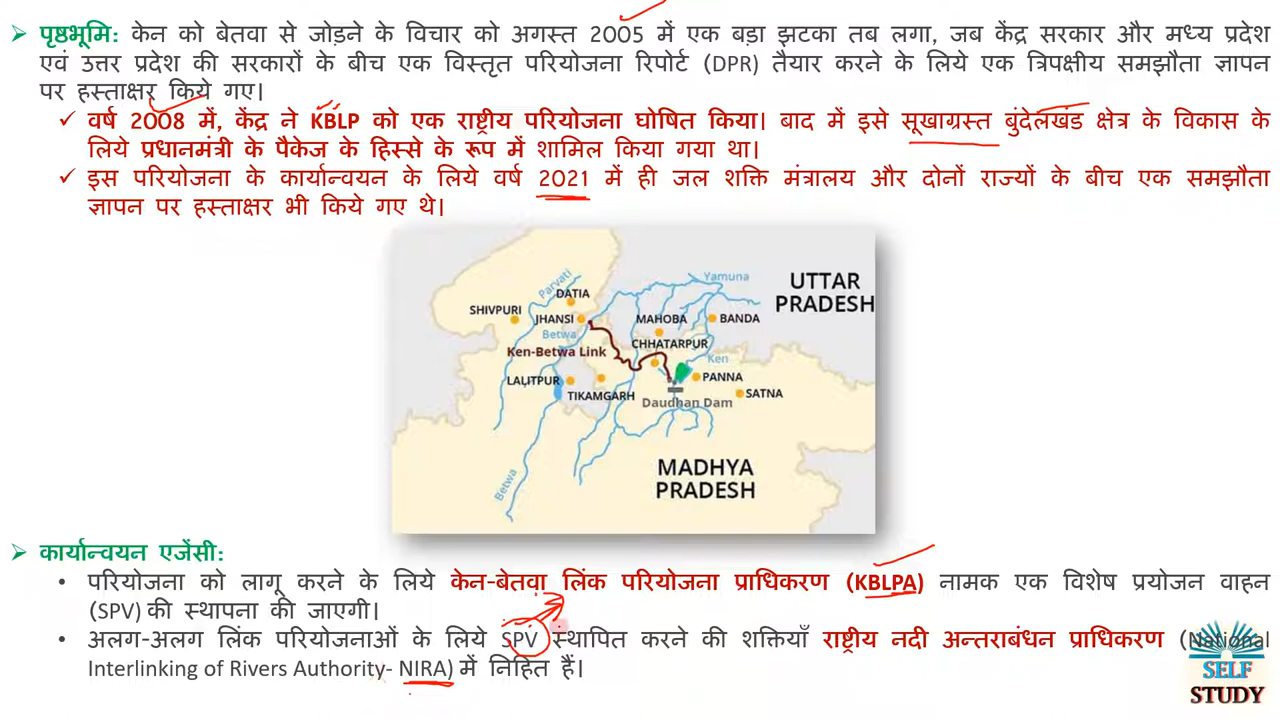 ➢ पृष्ठभूमि: केन को बेतवा से जोड़ने के विचार को अगस्त 2005 में एक बड़ा झटका तब लगा, जब केंद्र सरकार और मध्य प्रदेश
एवं उत्तर प्रदेश की सरकारों के बीच एक विस्तृत परियोजना रिपोर्ट (DPR) तैयार करने के लिये एक त्रिपक्षीय समझौता ज्ञापन
पर हस्ताक्षर किये गए।
✓ वर्ष 2008 में, केंद्र ने KBLP को एक राष्ट्रीय परियोजना घोषित किया। बाद में इसे सूखाग्रस्त बुंदेलखंड क्षेत्र के विकास के
लिये प्रधानमंत्री के पैकेज के हिस्से के रूप में शामिल किया गया था।
✓ इस परियोजना के कार्यान्वयन के लिये वर्ष 2021 में ही जल शक्ति मंत्रालय और दोनों राज्यों के बीच एक समझौता
ज्ञापन पर हस्ताक्षर भी किये गए थे।
Yamuna
UTTAR
PRADESH
Parvati
DATIA
SHIVPURI
JHANSI
MAHOBA
BANDA
Betwa
CHHATARPUR
Ken-Betwa Link
Ken
LALITPUR
PANNA
TIKAMGARH
SATNA
Daudhan Dam
MADHYA
PRADESH
Betwa
➢ कार्यान्वयन एजेंसी:
• परियोजना को लागू करने के लिये केन-बेतवा लिंक परियोजना प्राधिकरण (KBLPA) नामक एक विशेष प्रयोजन वाहन
(SPV) की स्थापना की जाएगी।
• अलग-अलग लिंक परियोजनाओं के लिये SPV स्थापित करने की शक्तियाँ राष्ट्रीय नदी अन्तराबंधन प्राधिकरण (National
Interlinking of Rivers Authority- NIRA) में निहित हैं।
SELF
STUDY